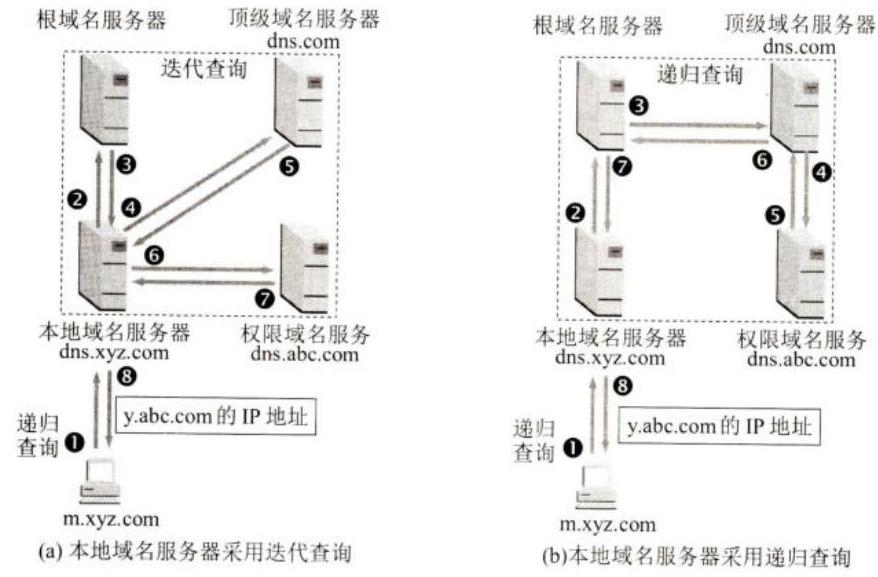 根域名服务器
顶级域名服务器
dns.com
迭代查询
❸
❺
❷
❹
❻
❼
本地域名服务器
dns.xyz.com
权限域名服务
dns.abc.com
❽
y.abc.com 的 IP 地址
递归
查询
❶
m.xyz.com
(a) 本地域名服务器采用迭代查询
根域名服务器
顶级域名服务器
dns.com
递归查询
❸
❻
❼
❹
❷
❺
本地域名服务器
dns.xyz.com
权限域名服务
dns.abc.com
❽
y.abc.com 的 IP 地址
递归
查询
❶
m.xyz.com
(b)本地域名服务器采用递归查询